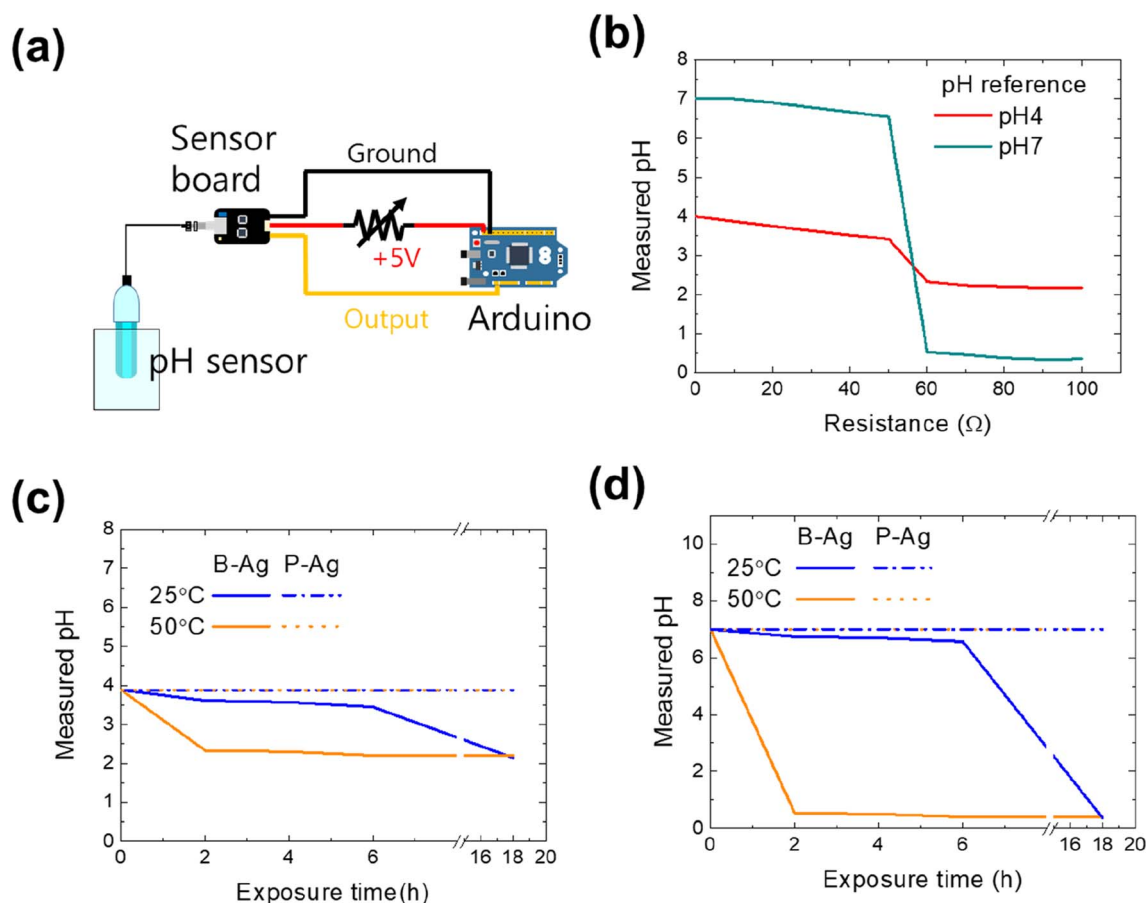 (a)
Sensor
board
Ground
+5V
Output
Arduino
pH sensor
(b)
8
7
6
5
4
3
2
1
0
Measured pH
pH reference
pH4
pH7
0 20 40 60 80 100
Resistance (Ω)
(c)
8
7
6
5
4
3
2
1
0
Measured pH
B-Ag P-Ag
25°C
50°C
0 2 4 6 16 18 20
Exposure time(h)
(d)
10
8
6
4
2
0
Measured pH
B-Ag P-Ag
25°C
50°C
0 2 4 6 16 18 20
Exposure time (h)